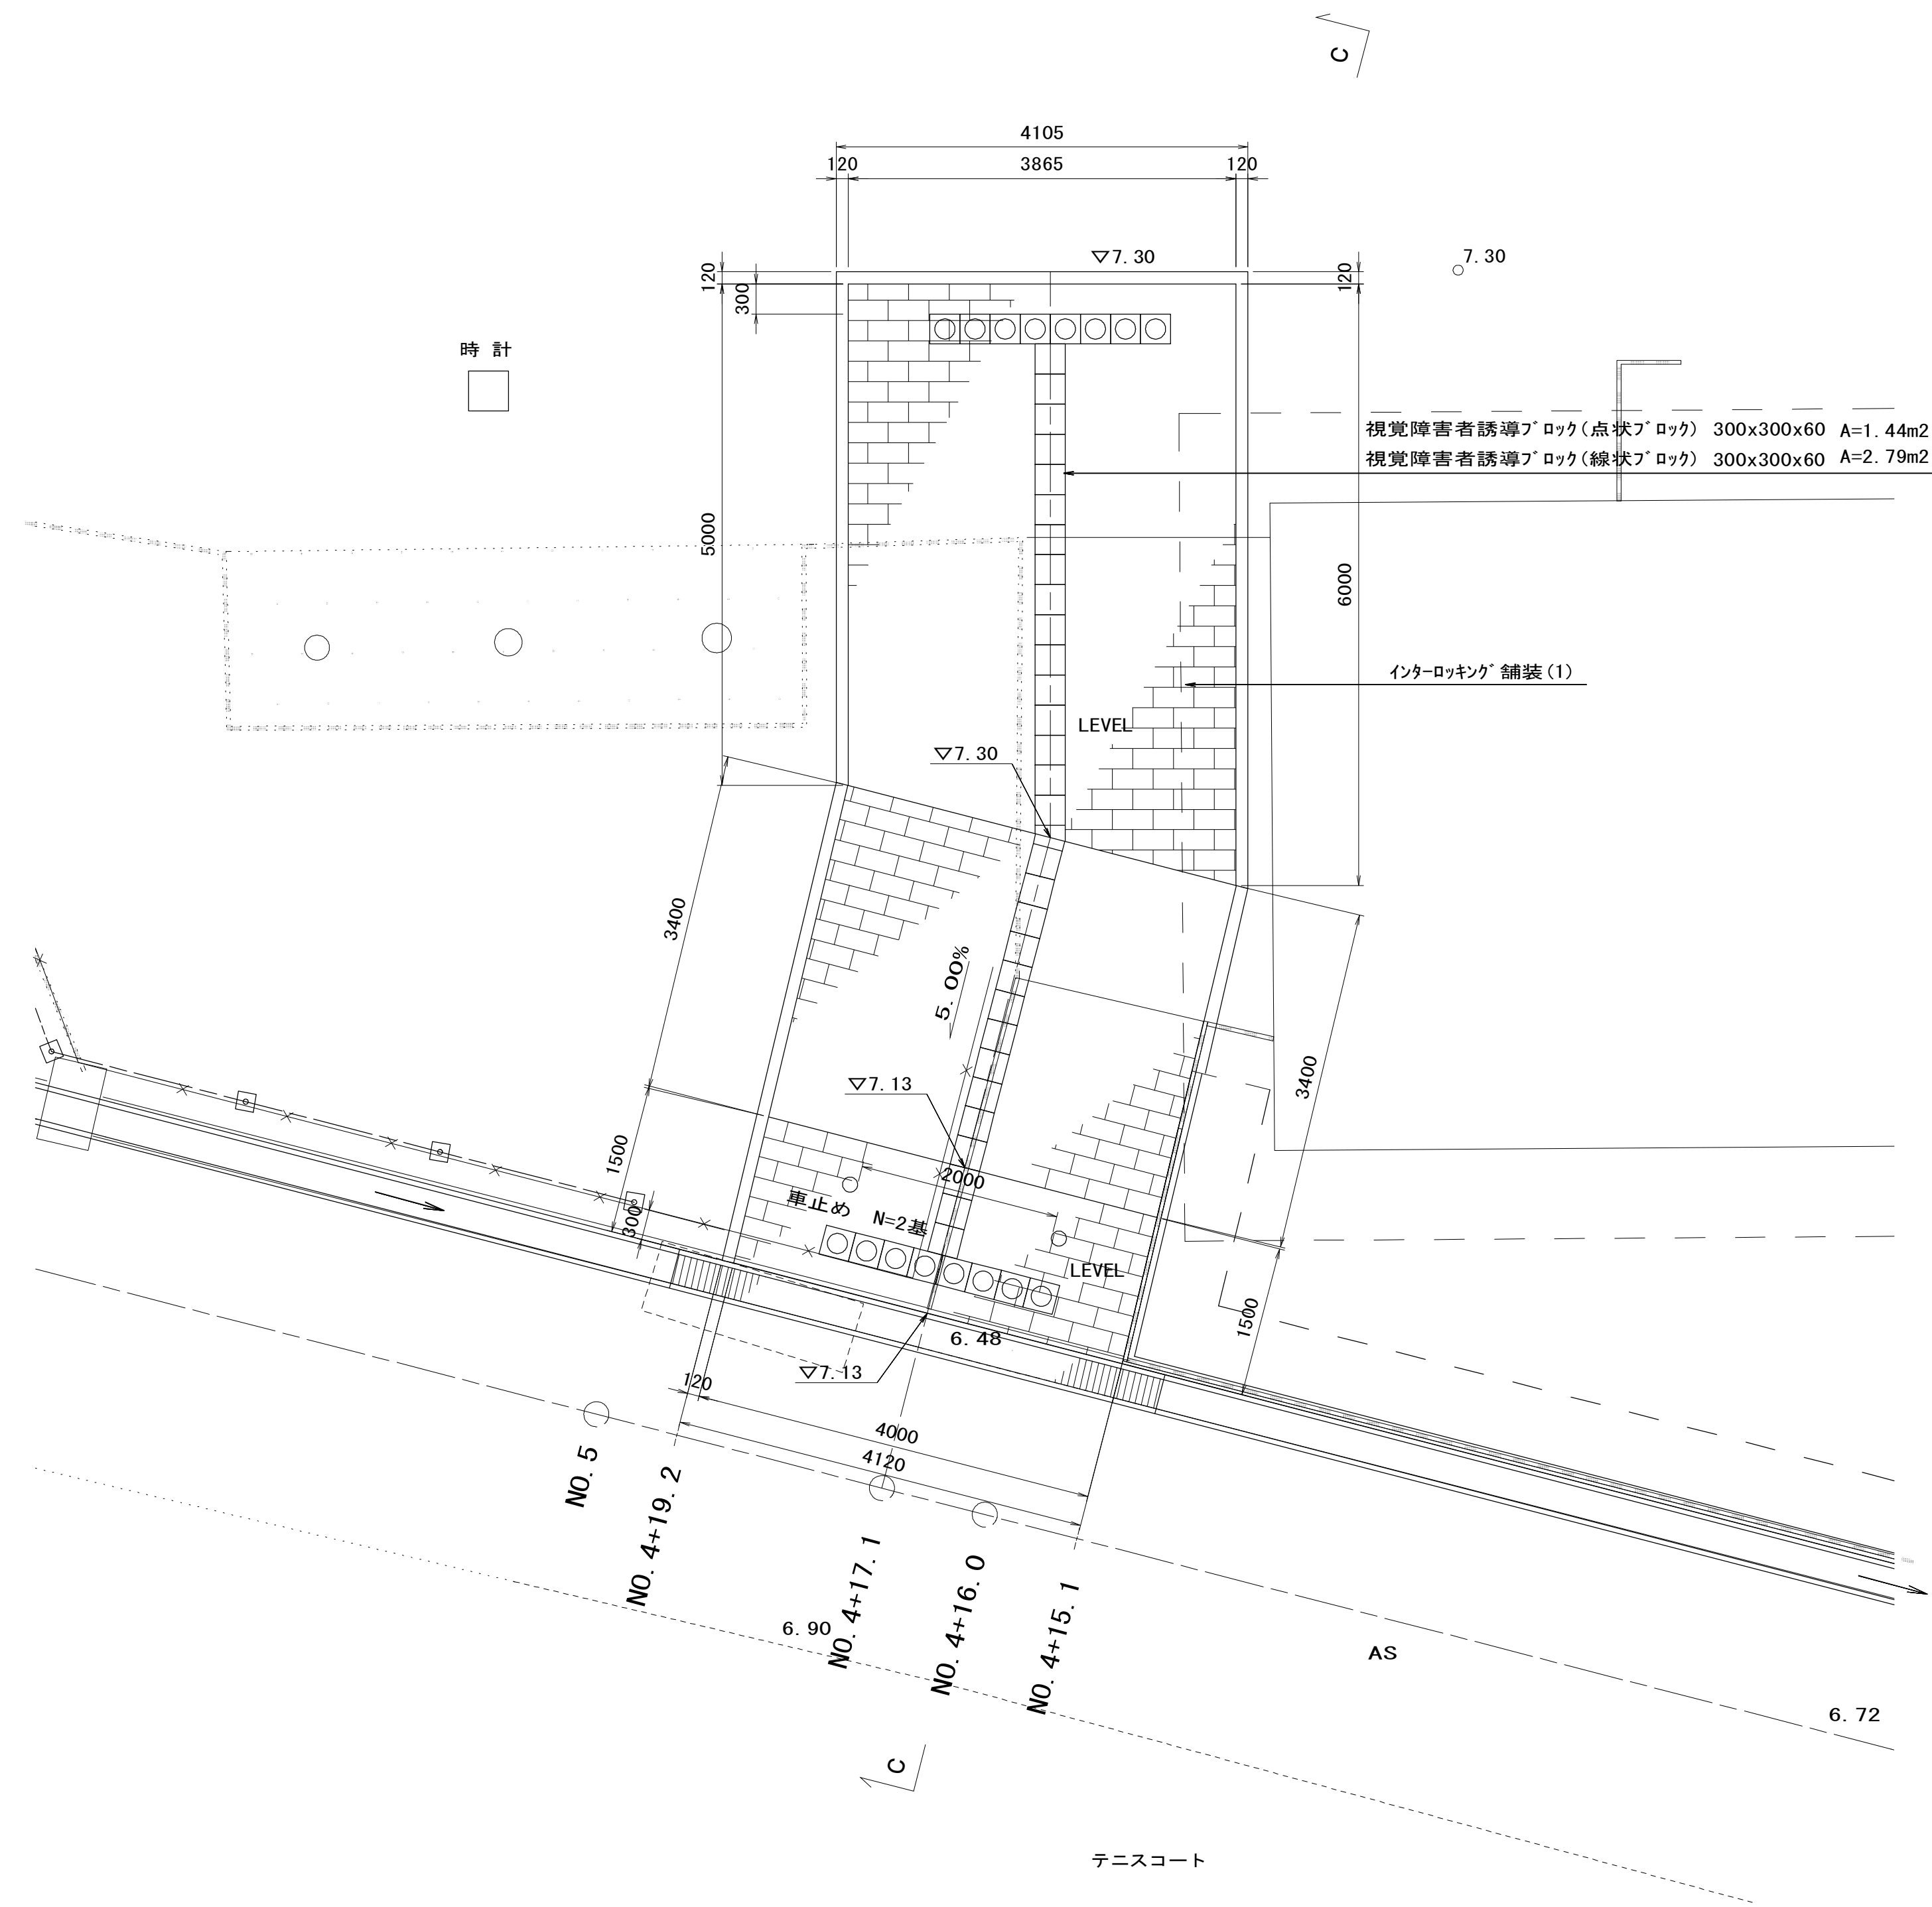 C
4105
120
3865
120
▽7.30
7.30
120
300
120
時 計
視覚障害者誘導ブロック(点状ブロック) 300x300x60 A=1.44m2
視覚障害者誘導ブロック(線状ブロック) 300x300x60 A=2.79m2
5000
6000
インターロッキング舗装(1)
LEVEL
▽7.30
3400
5.00%
3400
▽7.13
1500
2000
車止め N=2基
300
LEVEL
1500
6.48
▽7.13
120
4000
4120
NO.5
NO.4+19.2
NO.4+17.1
NO.4+16.0
NO.4+15.1
6.90
AS
6.72
C
テニスコート